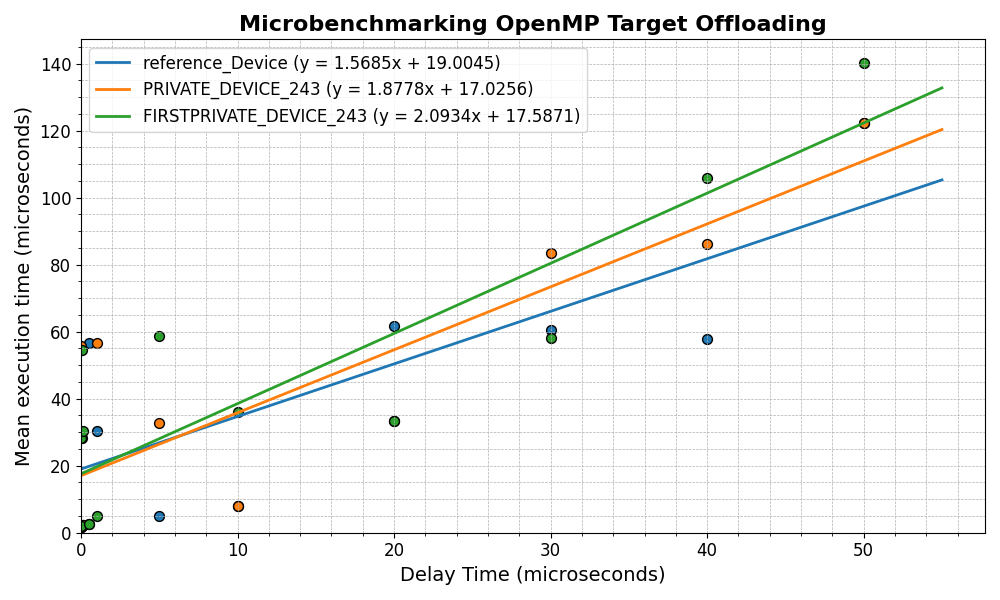 Microbenchmarking OpenMP Target Offloading
reference_Device (y = 1.5685x + 19.0045)
PRIVATE_DEVICE_243 (y = 1.8778x + 17.0256)
FIRSTPRIVATE_DEVICE_243 (y = 2.0934x + 17.5871)
Mean execution time (microseconds)
140
120
100
80
60
40
20
0
0 10 20 30 40 50
Delay Time (microseconds)